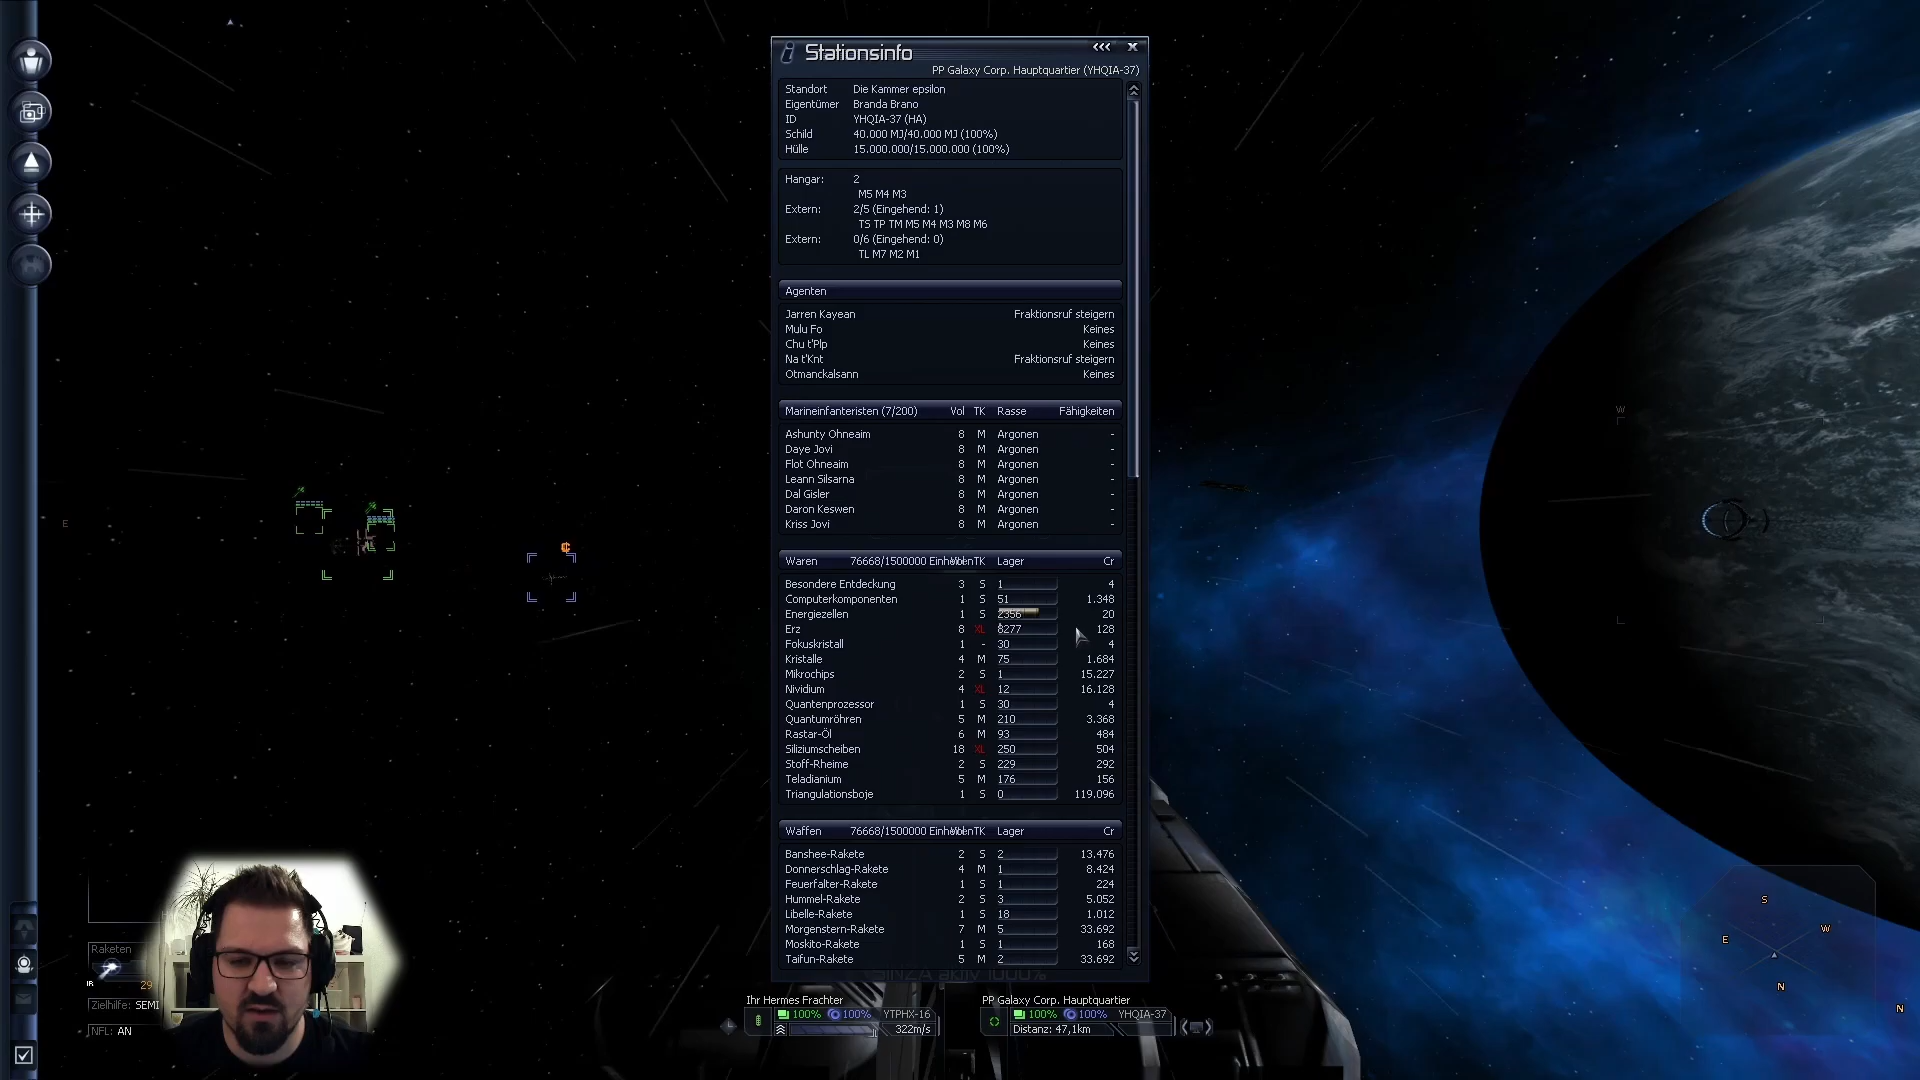 Stationsinfo
PP Galaxy Corp. Hauptquartier (YHQIA-37)
Standort Die Kammer epsilon
Eigentümer Branda Brano
ID YHQIA-37 (HA)
Schild 40.000 MJ/40.000 MJ (100%)
Hülle 15.000.000/15.000.000 (100%)
Hangar: 2
M5 M4 M3
Extern: 2/5 (Eingehend: 1)
TS TP TM M5 M4 M3 M8 M6
Extern: 0/6 (Eingehend: 0)
TL M7 M2 M1
Agenten
Jarren Kayean Fraktionsruf steigern
Mulu Fo Keines
Chu t'Plp Keines
Na t'Knt Fraktionsruf steigern
Otmanckalsann Keines
Marineinfanteristen (7/200) Vol TK Rasse Fähigkeiten
Ashunty Ohneaim 8 M Argonen -
Daye Jovi 8 M Argonen -
Flot Ohneaim 8 M Argonen -
Leann Silsarna 8 M Argonen -
Dal Gisler 8 M Argonen -
Daron Keswen 8 M Argonen -
Kriss Jovi 8 M Argonen -
Waren 76668/1500000 TK Lager Cr
Besondere Entdeckung 3 S 1 4
Computerkomponenten 1 S 51 1.348
Energiezellen 1 S 2356 20
Erz 8 XL 8277 128
Fokuskristall 1 - 30 4
Kristalle 4 M 75 1.684
Mikrochips 2 S 1 15.227
Nividium 4 XL 12 16.128
Quantenprozessor 1 S 30 4
Quantumröhren 5 M 210 3.368
Rastar-Öl 6 M 93 484
Siliziumscheiben 18 XL 250 504
Stoff-Rheime 2 S 229 292
Teladianium 5 M 176 156
Triangulationsboje 1 S 0 119.096
Waffen 76668/1500000 TK Lager Cr
Banshee-Rakete 2 S 2 13.476
Donnerschlag-Rakete 4 M 1 8.424
Feuerfalter-Rakete 1 S 1 224
Hummel-Rakete 2 S 3 5.052
Libelle-Rakete 1 S 18 1.012
Morgenstern-Rakete 7 M 5 33.692
Moskito-Rakete 1 S 1 168
Taifun-Rakete 5 M 2 33.692
SINZA aktiv 1000%
Ihr Hermes Frachter
100% 100% YTPHX-16
322m/s
PP Galaxy Corp. Hauptquartier
100% 100% YHQIA-37
Distanz: 47,1km
Raketen
IR 29
Zielhilfe: SEMI
NFL: AN
E
W
S
W
E
N
N